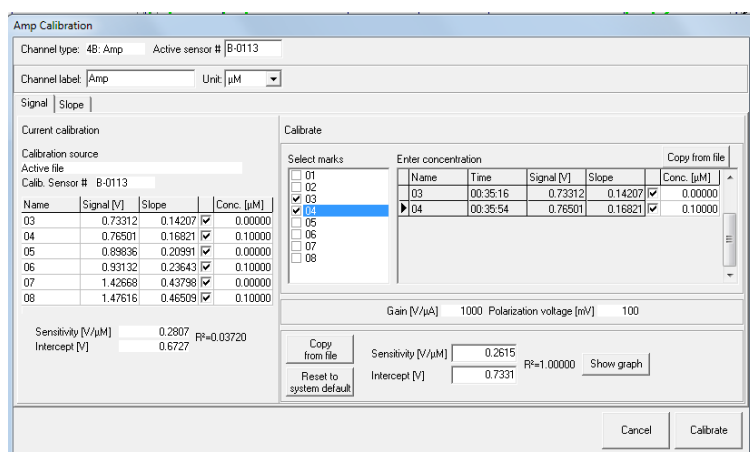 Amp Calibration
Channel type: 4B: Amp Active sensor # B-0113
Channel label: Amp Unit: µM
Signal Slope
Current calibration
Calibration source
Active file
Calib. Sensor # B-0113
Name Signal [V] Slope Conc. [µM]
03 0.73312 0.14207 0.00000
04 0.76501 0.16821 0.10000
05 0.89836 0.20991 0.00000
06 0.93132 0.23643 0.10000
07 1.42668 0.43798 0.00000
08 1.47616 0.46509 0.10000
Sensitivity [V/µM] 0.2807 R²=0.03720
Intercept [V] 0.6727
Calibrate
Select marks
01
02
03
04
05
06
07
08
Enter concentration
Copy from file
Name Time Signal [V] Slope Conc. [µM]
03 00:35:16 0.73312 0.14207 0.00000
04 00:35:54 0.76501 0.16821 0.10000
Gain [V/µA] 1000 Polarization voltage [mV] 100
Copy from file
Reset to system default
Sensitivity [V/µM] 0.2615
Intercept [V] 0.7331
R²=1.00000
Show graph
Cancel Calibrate